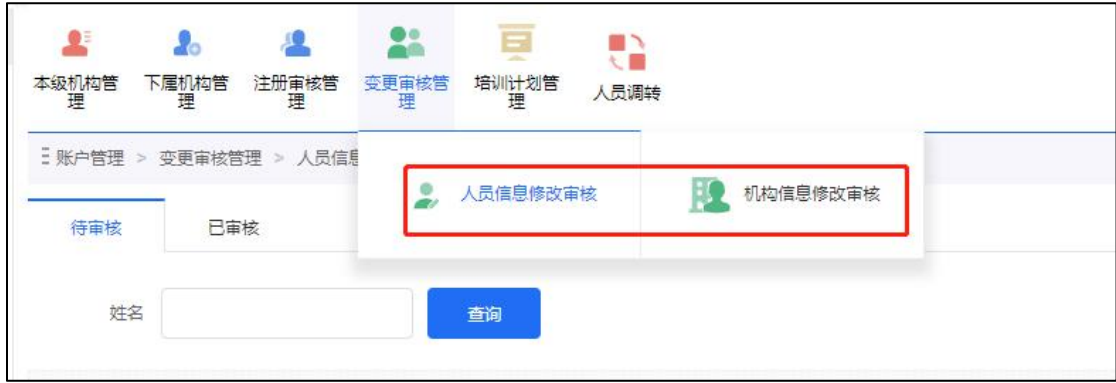 本级机构管理
下属机构管理
注册审核管理
变更审核管理
培训计划管理
人员调转
账户管理 > 变更审核管理 > 人员信息
人员信息修改审核
机构信息修改审核
待审核
已审核
姓名
查询